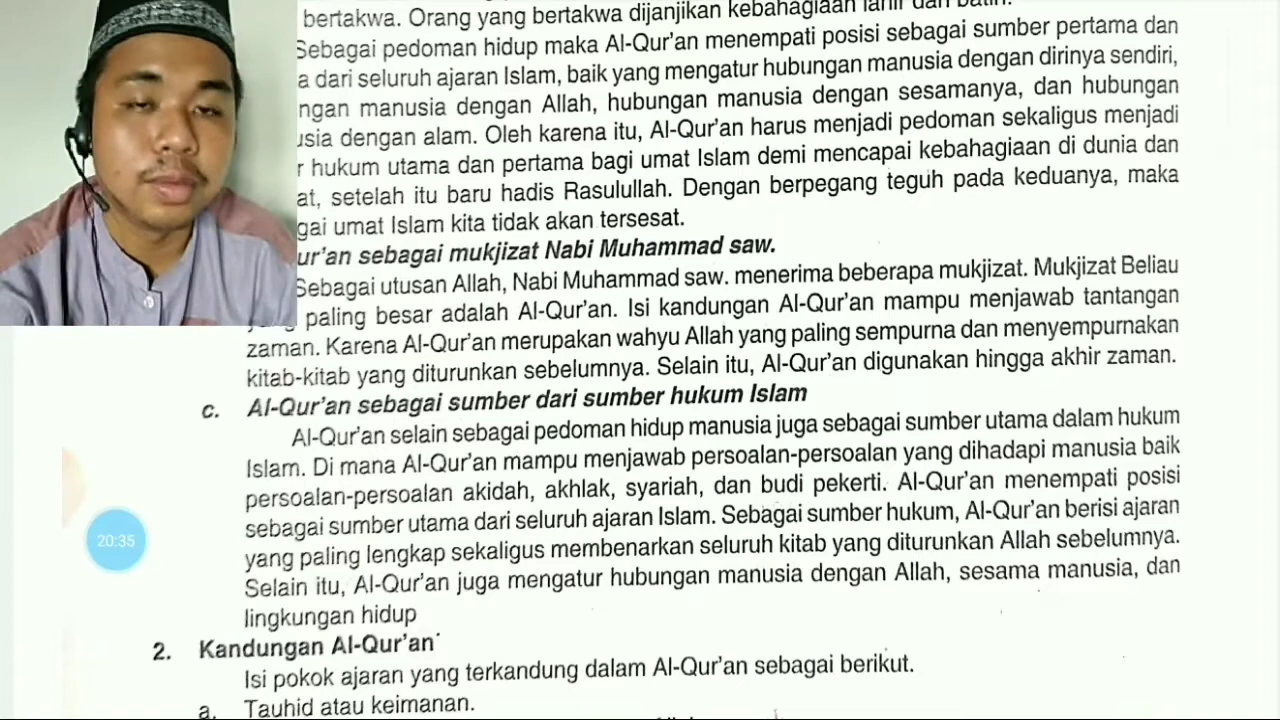 bertakwa. Orang yang bertakwa dijanjikan kebahagiaan lahir dan batin.
Sebagai pedoman hidup maka Al-Qur'an menempati posisi sebagai sumber pertama dan
a dari seluruh ajaran Islam, baik yang mengatur hubungan manusia dengan dirinya sendiri,
ngan manusia dengan Allah, hubungan manusia dengan sesamanya, dan hubungan
usia dengan alam. Oleh karena itu, Al-Qur'an harus menjadi pedoman sekaligus menjadi
r hukum utama dan pertama bagi umat Islam demi mencapai kebahagiaan di dunia dan
at, setelah itu baru hadis Rasulullah. Dengan berpegang teguh pada keduanya, maka
gai umat Islam kita tidak akan tersesat.
ur'an sebagai mukjizat Nabi Muhammad saw.
Sebagai utusan Allah, Nabi Muhammad saw. menerima beberapa mukjizat. Mukjizat Beliau
paling besar adalah Al-Qur'an. Isi kandungan Al-Qur'an mampu menjawab tantangan
zaman. Karena Al-Qur'an merupakan wahyu Allah yang paling sempurna dan menyempurnakan
kitab-kitab yang diturunkan sebelumnya. Selain itu, Al-Qur'an digunakan hingga akhir zaman.
c. Al-Qur'an sebagai sumber dari sumber hukum Islam
Al-Qur'an selain sebagai pedoman hidup manusia juga sebagai sumber utama dalam hukum
Islam. Di mana Al-Qur'an mampu menjawab persoalan-persoalan yang dihadapi manusia baik
persoalan-persoalan akidah, akhlak, syariah, dan budi pekerti. Al-Qur'an menempati posisi
sebagai sumber utama dari seluruh ajaran Islam. Sebagai sumber hukum, Al-Qur'an berisi ajaran
yang paling lengkap sekaligus membenarkan seluruh kitab yang diturunkan Allah sebelumnya.
Selain itu, Al-Qur'an juga mengatur hubungan manusia dengan Allah, sesama manusia, dan
lingkungan hidup
20:35
2. Kandungan Al-Qur'an
Isi pokok ajaran yang terkandung dalam Al-Qur'an sebagai berikut.
a. Tauhid atau keimanan.